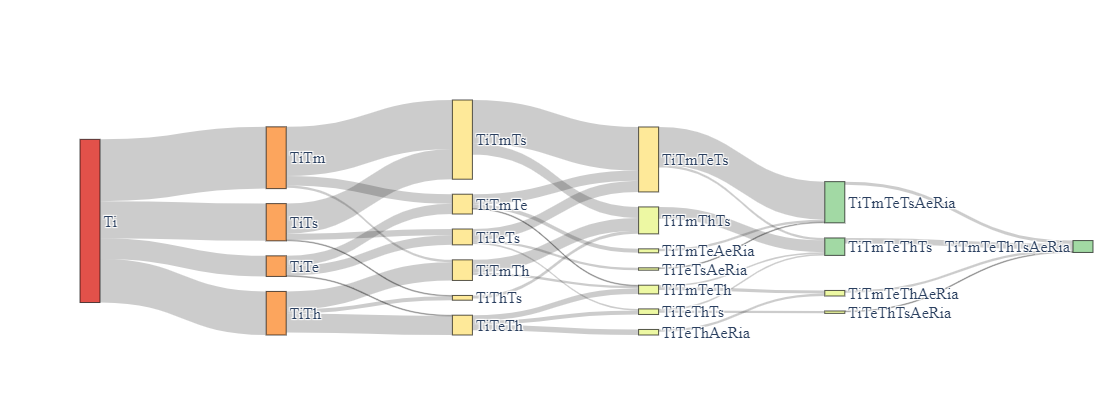 Ti
TiTm
TiTs
TiTe
TiTh
TiTmTs
TiTmTe
TiTeTs
TiTmTh
TiThTs
TiTeTh
TiTmTeTs
TiTmThTs
TiTmTeAeRia
TiTeTsAeRia
TiTmTeTh
TiTeThTs
TiTeThAeRia
TiTmTeTsAeRia
TiTmTeThTs
TiTmTeThAeRia
TiTeThTsAeRia
TiTmTeThTsAeRia